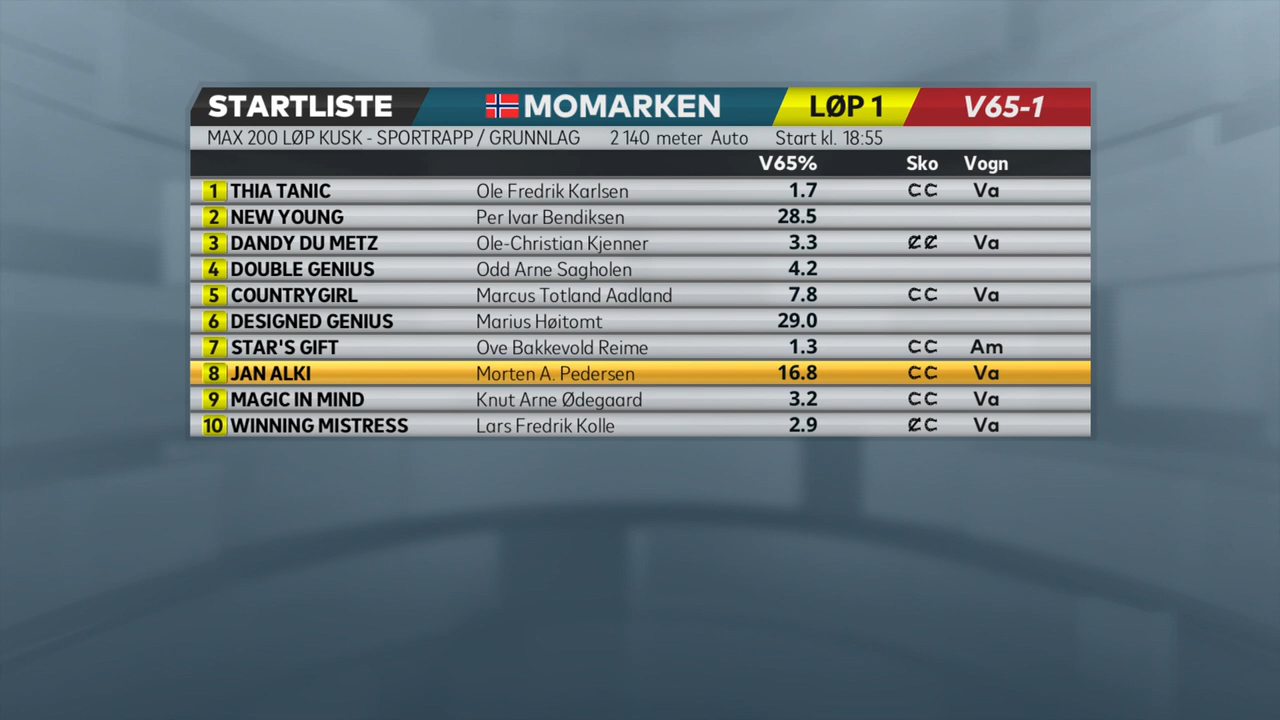 STARTLISTE MOMARKEN LØP 1 V65-1
MAX 200 LØP KUSK - SPORTRAPP / GRUNNLAG 2 140 meter Auto Start kl. 18:55
V65% Sko Vogn
1 THIA TANIC Ole Fredrik Karlsen 1.7 C C Va
2 NEW YOUNG Per Ivar Bendiksen 28.5
3 DANDY DU METZ Ole-Christian Kjenner 3.3 ₡ ₡ Va
4 DOUBLE GENIUS Odd Arne Sagholen 4.2
5 COUNTRYGIRL Marcus Totland Aadland 7.8 C C Va
6 DESIGNED GENIUS Marius Høitomt 29.0
7 STAR'S GIFT Ove Bakkevold Reime 1.3 C C Am
8 JAN ALKI Morten A. Pedersen 16.8 C C Va
9 MAGIC IN MIND Knut Arne Ødegaard 3.2 C C Va
10 WINNING MISTRESS Lars Fredrik Kolle 2.9 ₡ C Va